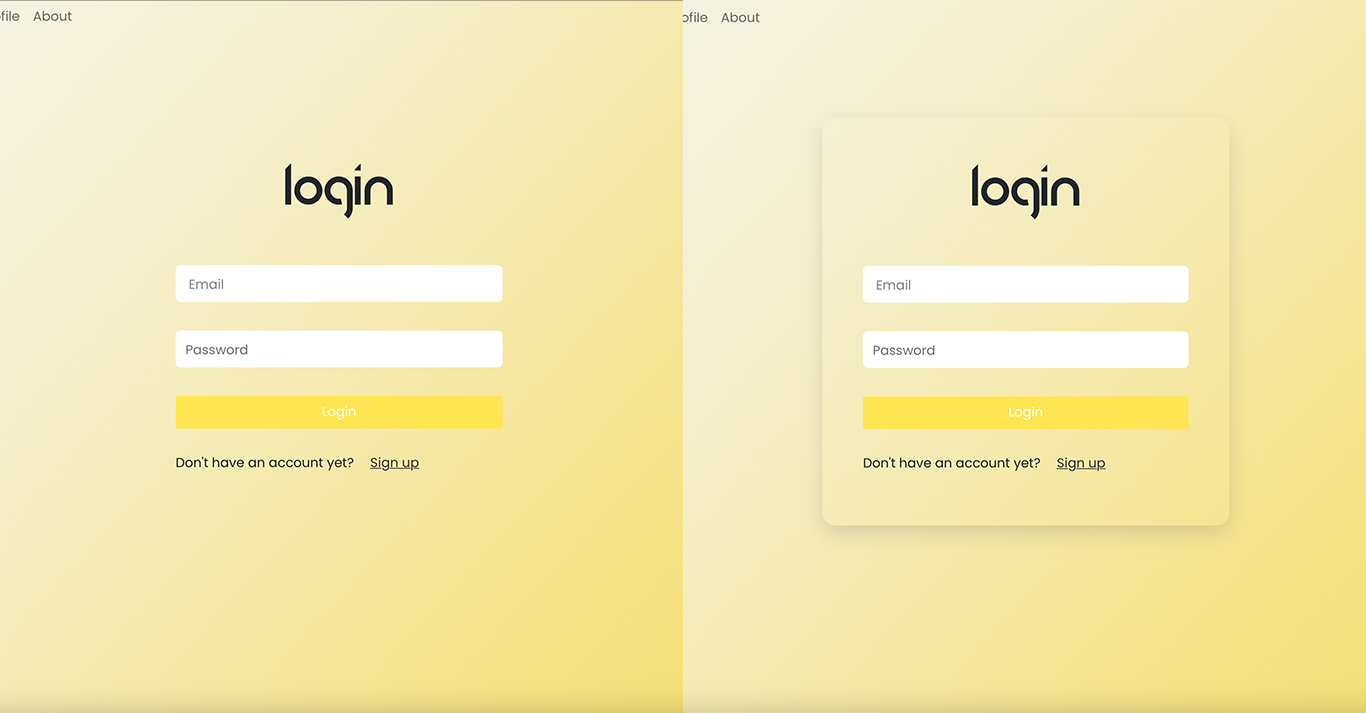 file About
login
Email
Password
Login
Don't have an account yet? Sign up
ofile About
login
Email
Password
Login
Don't have an account yet? Sign up